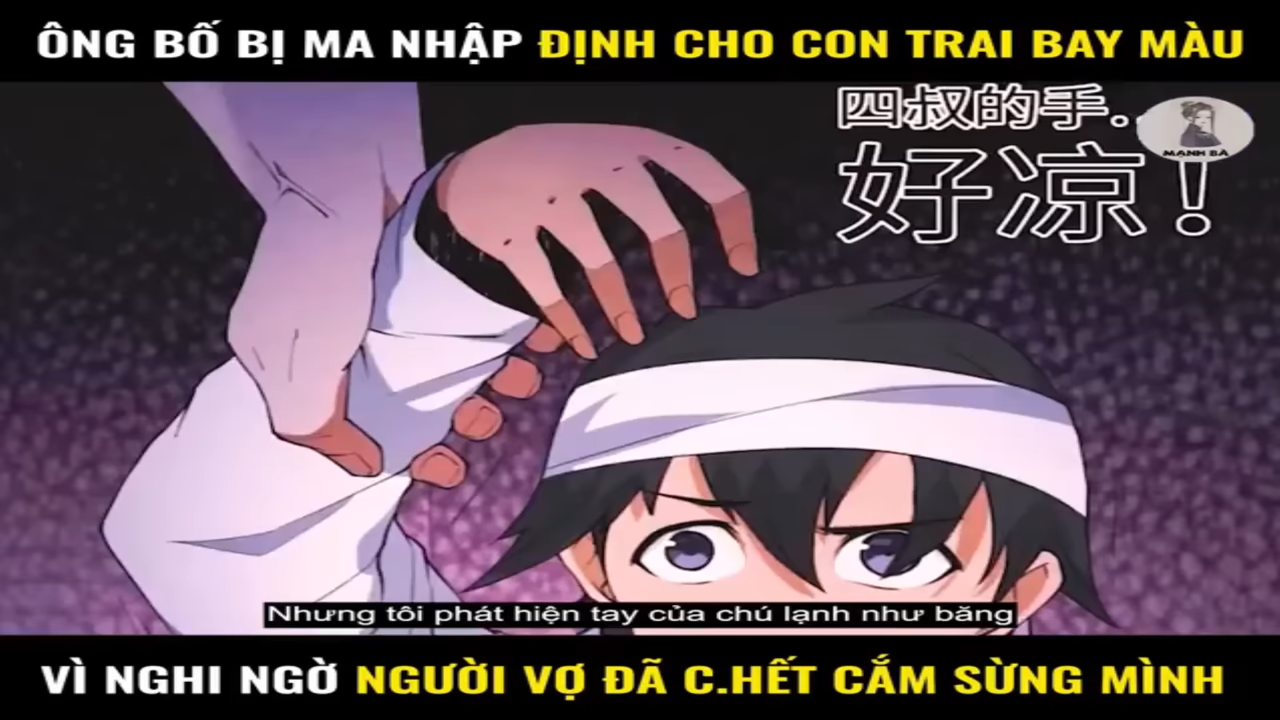 ÔNG BỐ BỊ MA NHẬP ĐỊNH CHO CON TRAI BAY MÀU
四叔的手..
好凉！
MẠNH BÀ
Nhưng tôi phát hiện tay của chú lạnh như băng
VÌ NGHI NGỜ NGƯỜI VỢ ĐÃ C.HẾT CẮM SỪNG MÌNH